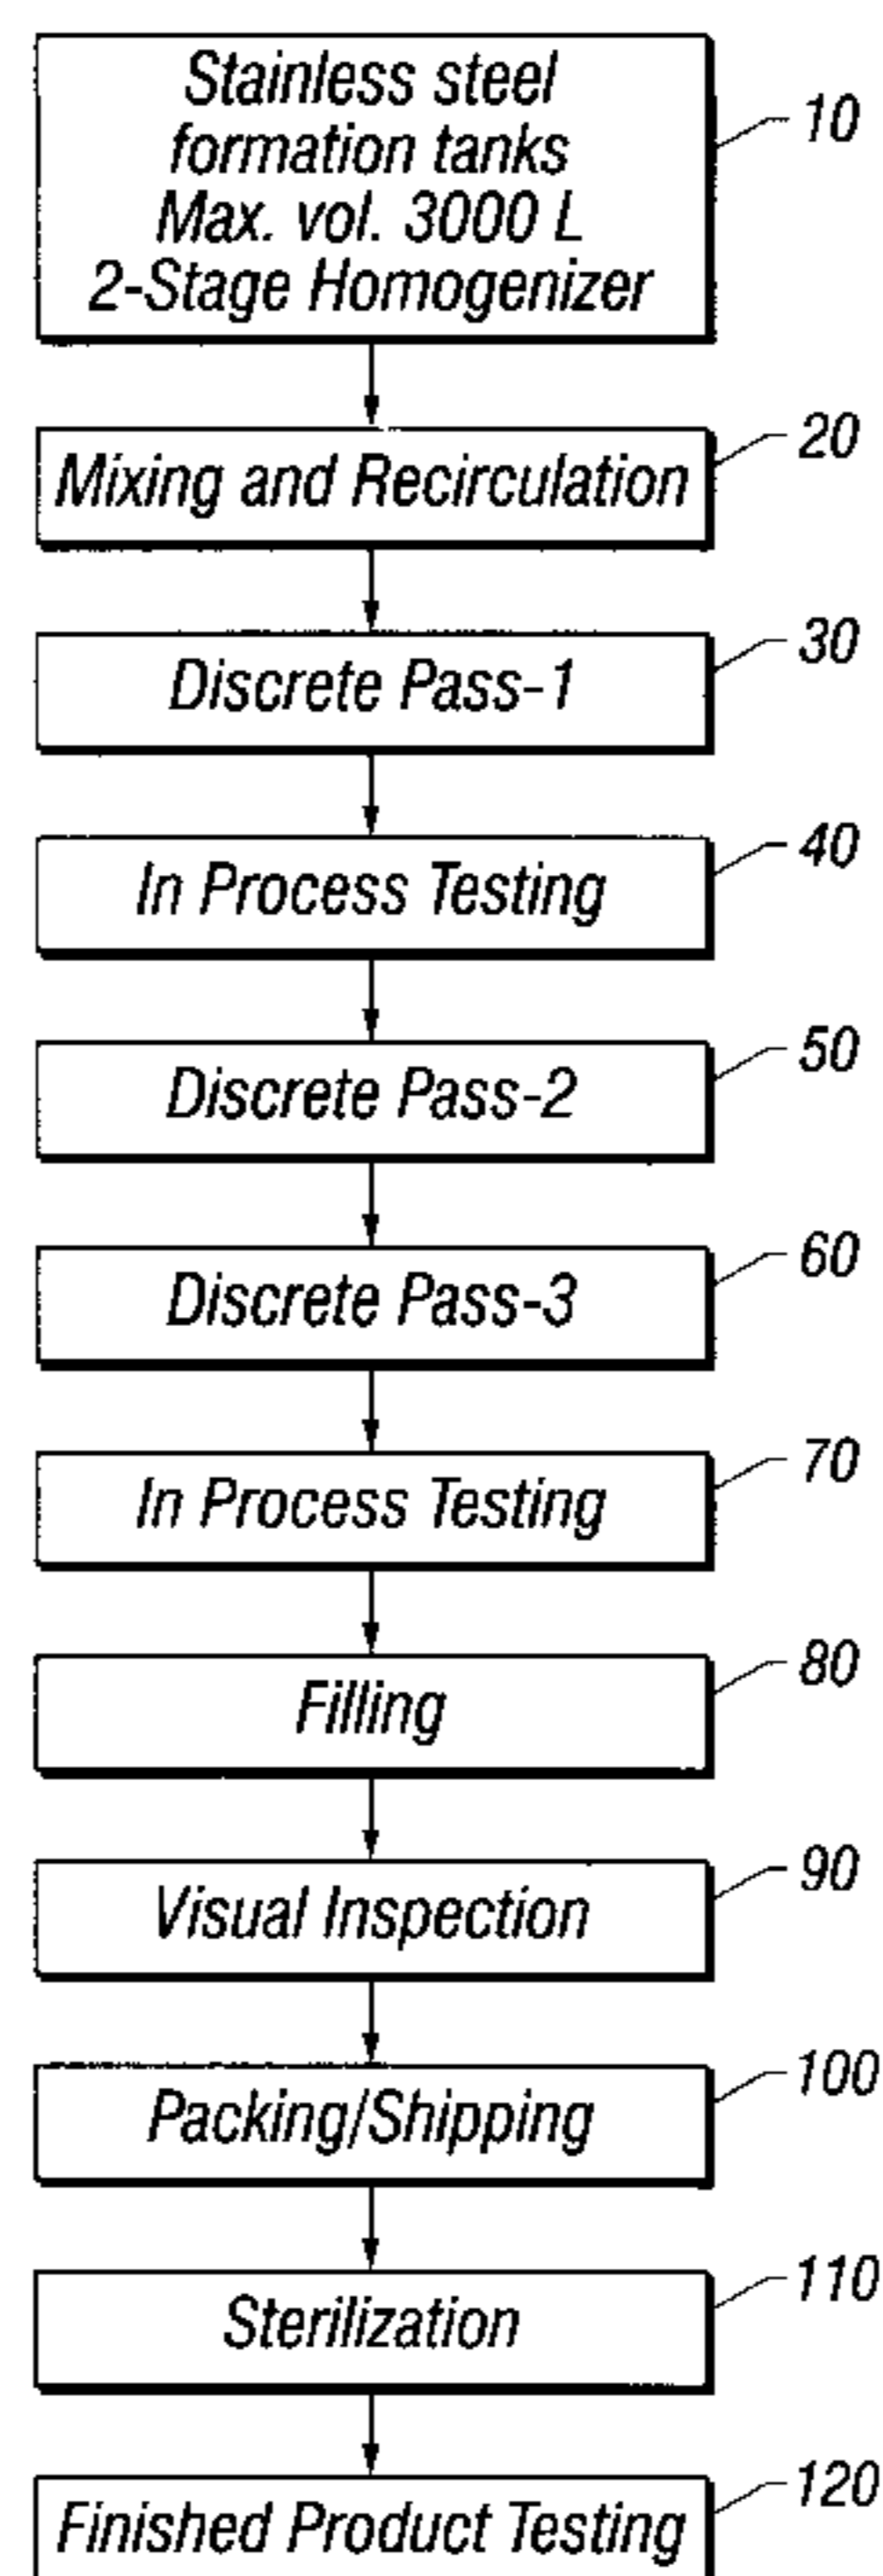 Stainless steel
formation tanks
Max. vol. 3000 L
2-Stage Homogenizer
10
Mixing and Recirculation
20
Discrete Pass-1
30
In Process Testing
40
Discrete Pass-2
50
Discrete Pass-3
60
In Process Testing
70
Filling
80
Visual Inspection
90
Packing/Shipping
100
Sterilization
110
Finished Product Testing
120